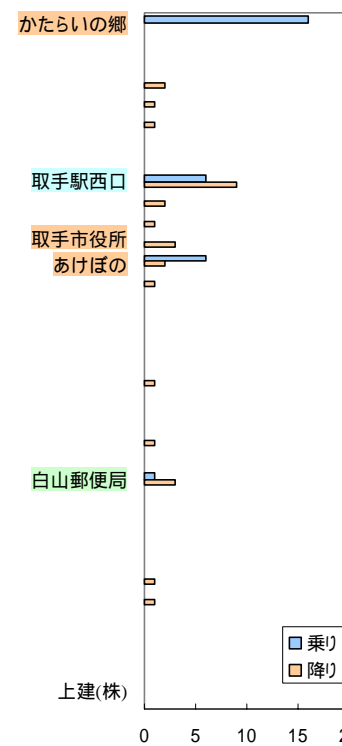 かたらいの郷
取手駅西口
取手市役所
あけぼの
白山郵便局
乗り
降り
上建(株)
0 5 10 15